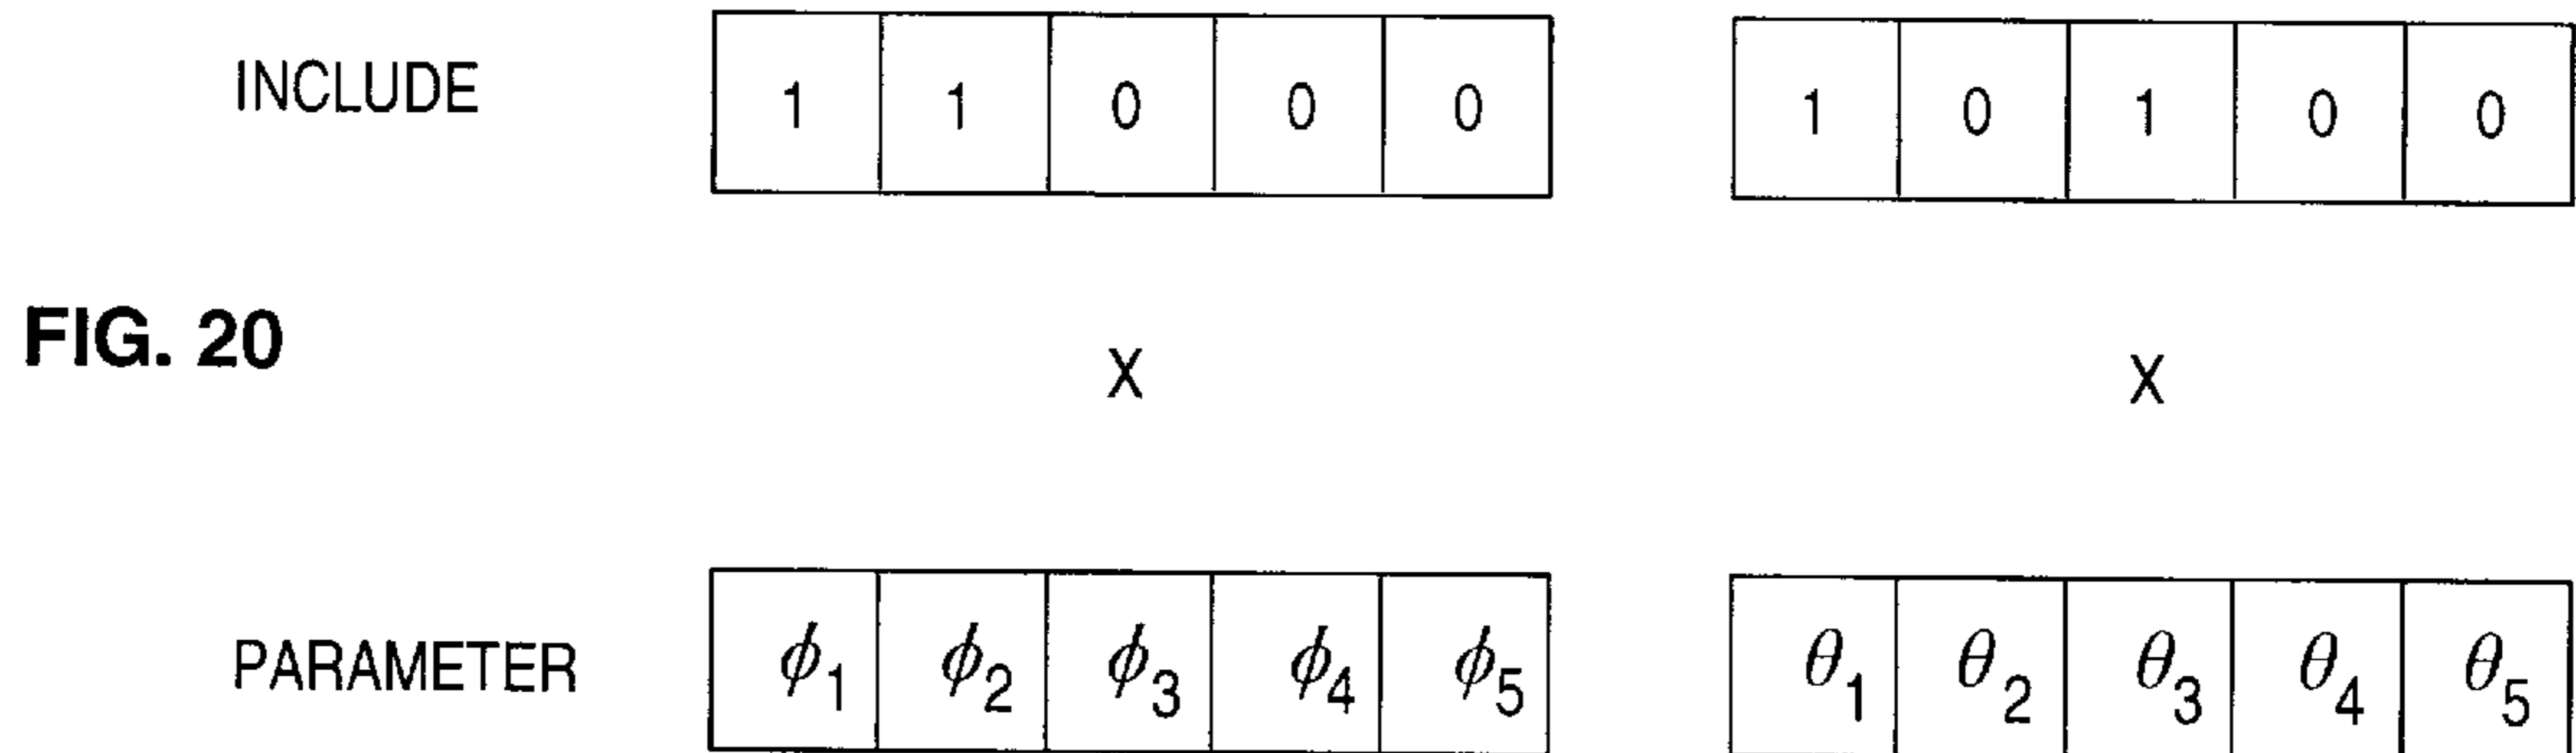 INCLUDE 1 1 0 0 0 1 0 1 0 0
FIG. 20 X X
PARAMETER ϕ1 ϕ2 ϕ3 ϕ4 ϕ5 θ1 θ2 θ3 θ4 θ5